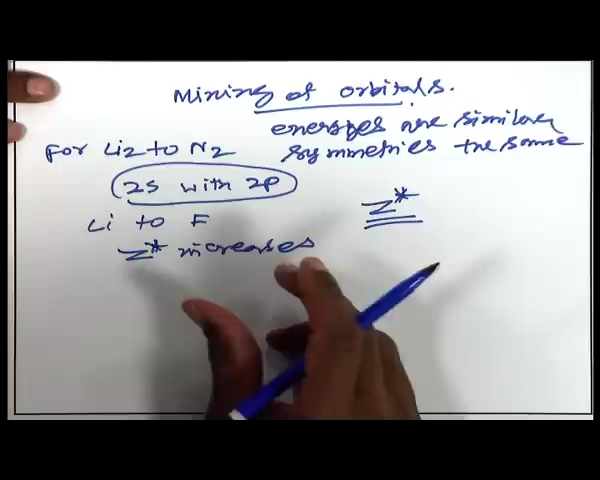 Mixing of orbitals.
energies are similar,
For Li2 to N2 symmetries the same
2s with 2p
Z*
Li to F
Z* increases